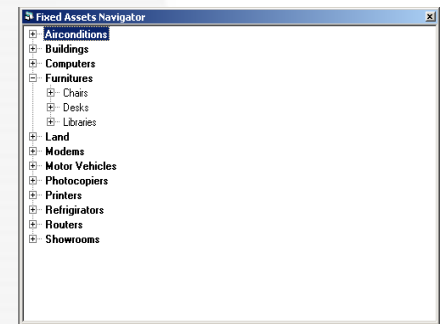 Fixed Assets Navigator
Airconditions
Buildings
Computers
Furnitures
Chairs
Desks
Libraries
Land
Modems
Motor Vehicles
Photocopiers
Printers
Refrigirators
Routers
Showrooms